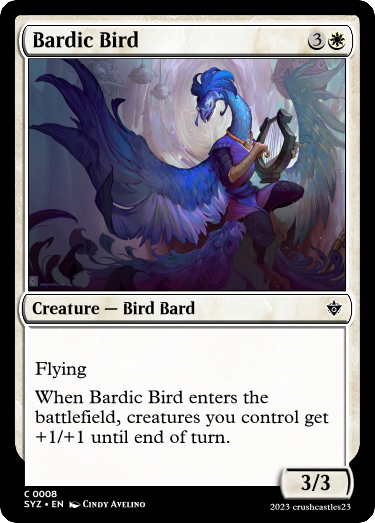 Bardic Bird 3
Creature — Bird Bard
Flying
When Bardic Bird enters the
battlefield, creatures you control get
+1/+1 until end of turn.
3/3
C 0008
SYZ • EN Cindy Avelino
2023 crushcastles23